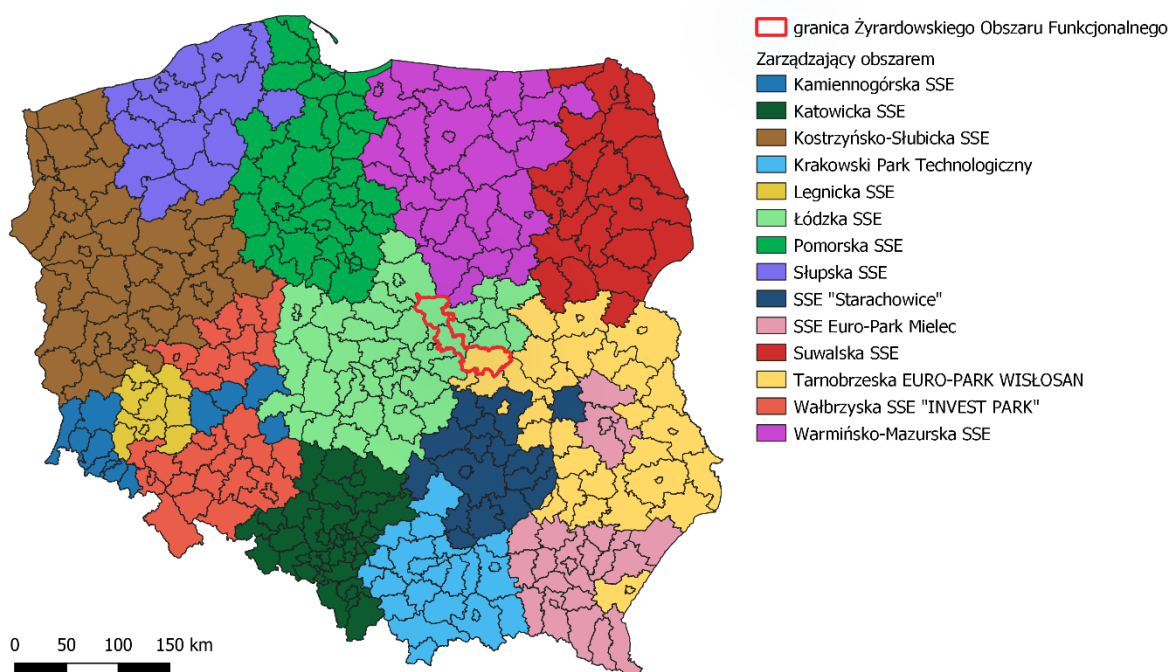 granica Żyrardowskiego Obszaru Funkcjonalnego
Zarządzający obszarem
Kamiennogórska SSE
Katowicka SSE
Kostrzyńsko-Słubicka SSE
Krakowski Park Technologiczny
Legnicka SSE
Łódzka SSE
Pomorska SSE
Słupska SSE
SSE "Starachowice"
SSE Euro-Park Mielec
Suwalska SSE
Tarnobrzeska EURO-PARK WISŁOSAN
Wałbrzyska SSE "INVEST PARK"
Warmińsko-Mazurska SSE
0 50 100 150 km